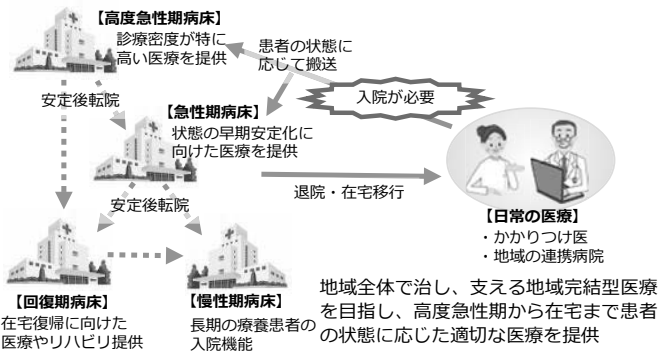 【高度急性期病床】
診療密度が特に
高い医療を提供
患者の状態に
応じて搬送
入院が必要
安定後転院
【急性期病床】
状態の早期安定化に
向けた医療を提供
退院・在宅移行
安定後転院
【日常の医療】
・かかりつけ医
・地域の連携病院
【回復期病床】
在宅復帰に向けた
医療やリハビリ提供
【慢性期病床】
長期の療養患者の
入院機能
地域全体で治し、支える地域完結型医療
を目指し、高度急性期から在宅まで患者
の状態に応じた適切な医療を提供